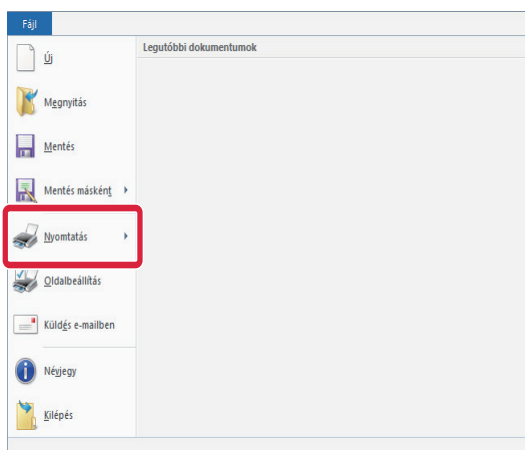 Fájl
Legutóbbi dokumentumok
Új
Megnyitás
Mentés
Mentés másként
Nyomtatás
Oldalbeállítás
Küldés e-mailben
Névjegy
Kilépés